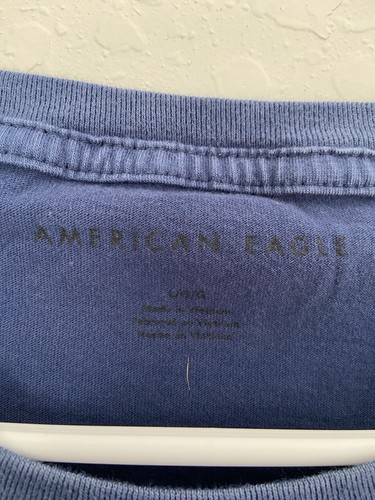 AMERICAN EAGLE
L/G/G
Made in Vietnam
Fabriqué au Vietnam
Hecho en Vietnam